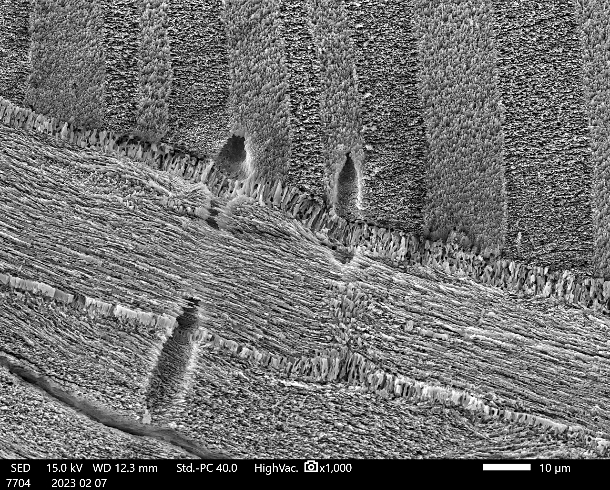 SED 15.0 kV WD 12.3 mm Std.-PC 40.0 HighVac. x1,000 10 µm
7704 2023 02 07